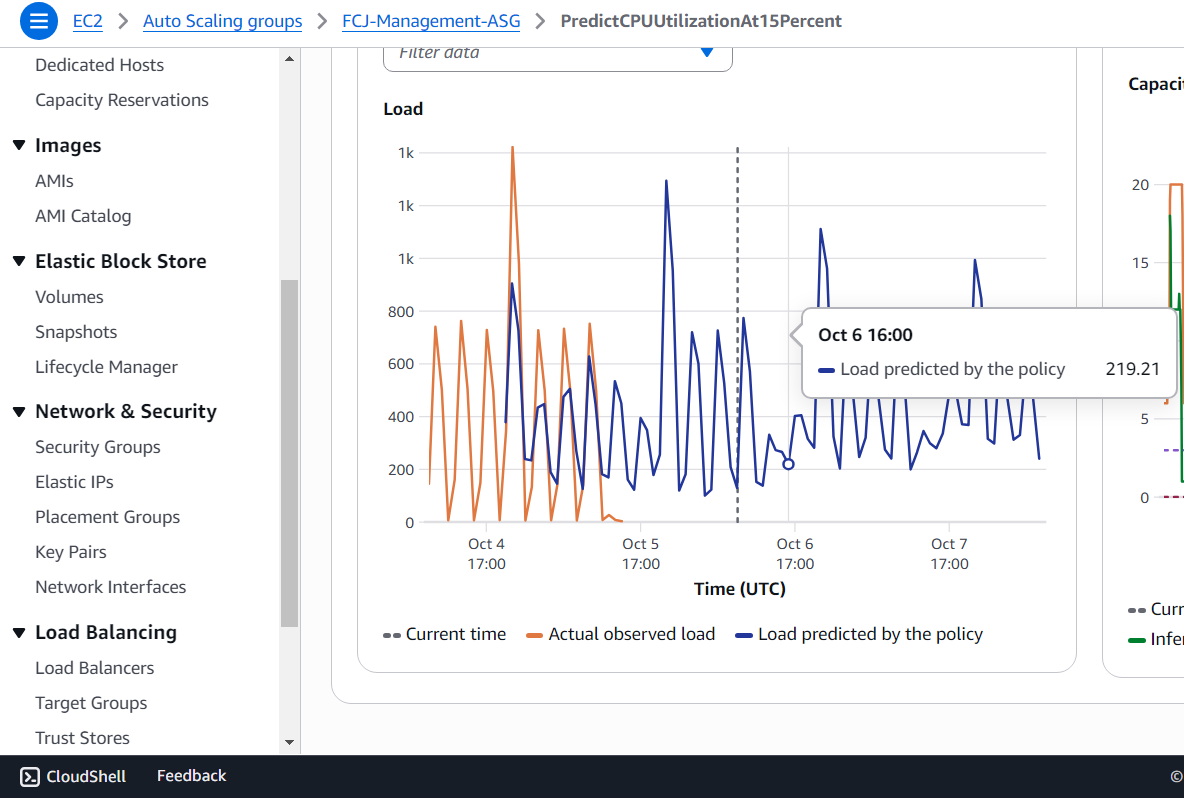 EC2 > Auto Scaling groups > FCJ-Management-ASG > PredictCPUUtilizationAt15Percent
Dedicated Hosts
Capacity Reservations
Images
AMIs
AMI Catalog
Elastic Block Store
Volumes
Snapshots
Lifecycle Manager
Network & Security
Security Groups
Elastic IPs
Placement Groups
Key Pairs
Network Interfaces
Load Balancing
Load Balancers
Target Groups
Trust Stores
Filter data
Load
1k
1k
1k
800
600
400
200
0
Oct 4
17:00
Oct 5
17:00
Oct 6
17:00
Oct 7
17:00
Time (UTC)
Current time
Actual observed load
Load predicted by the policy
Oct 6 16:00
Load predicted by the policy 219.21
Capaci
20
15
5
0
Curr
Infe
CloudShell
Feedback
©